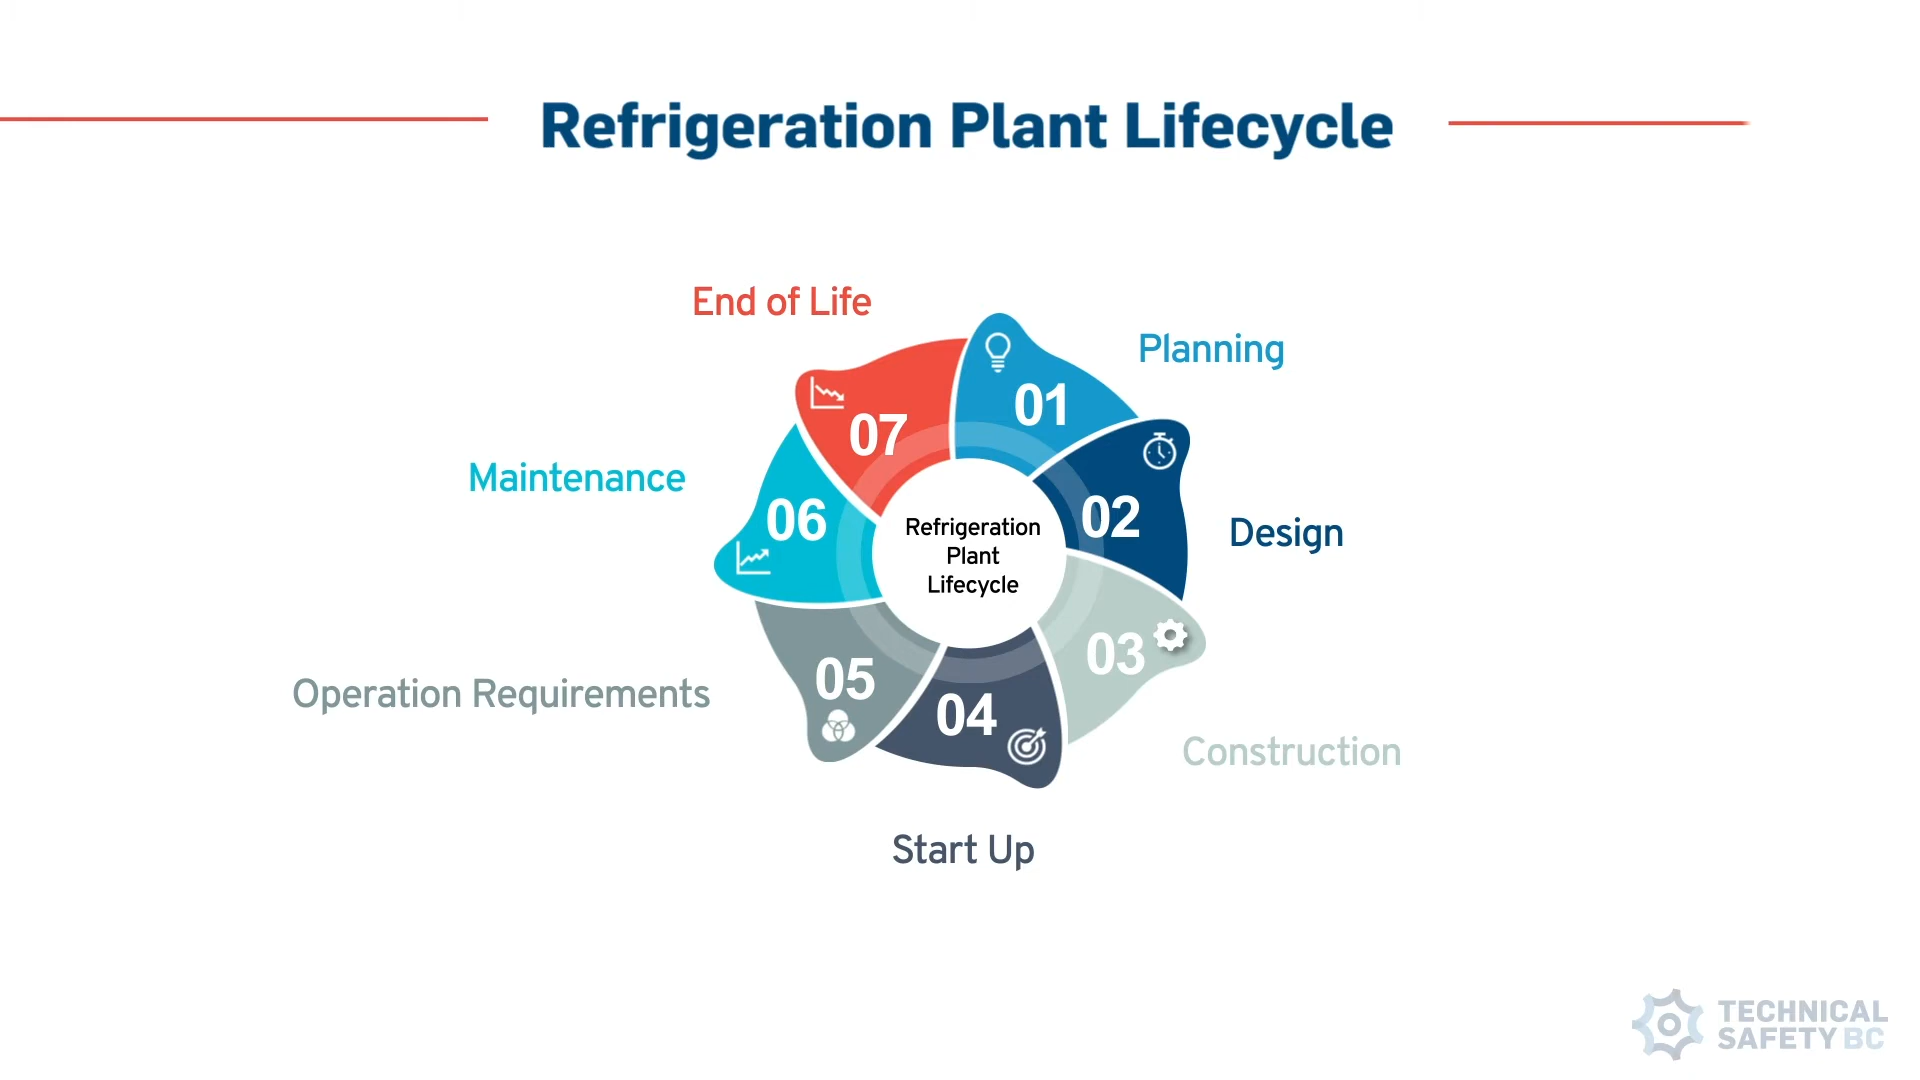 Refrigeration Plant Lifecycle
End of Life
Planning
01
07
Maintenance
06
02
Design
Refrigeration
Plant
Lifecycle
03
05
Operation Requirements
04
Construction
Start Up
TECHNICAL
SAFETY BC